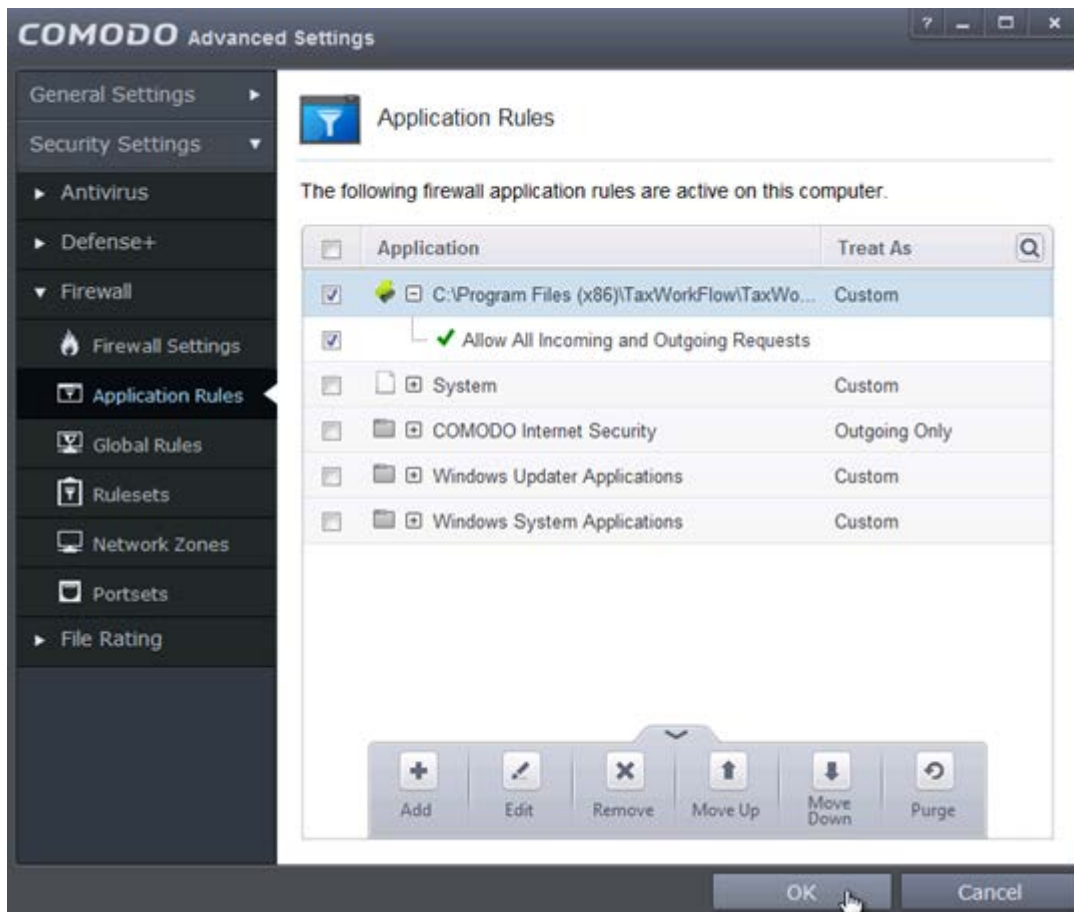 COMODO Advanced Settings
?
General Settings
Security Settings
Antivirus
Defense+
Firewall
Firewall Settings
Application Rules
Global Rules
Rulesets
Network Zones
Portsets
File Rating
Application Rules
The following firewall application rules are active on this computer.
Application Treat As
C:\Program Files (x86)\TaxWorkFlow\TaxWo... Custom
Allow All Incoming and Outgoing Requests
System Custom
COMODO Internet Security Outgoing Only
Windows Updater Applications Custom
Windows System Applications Custom
Add Edit Remove Move Up Move Down Purge
OK Cancel